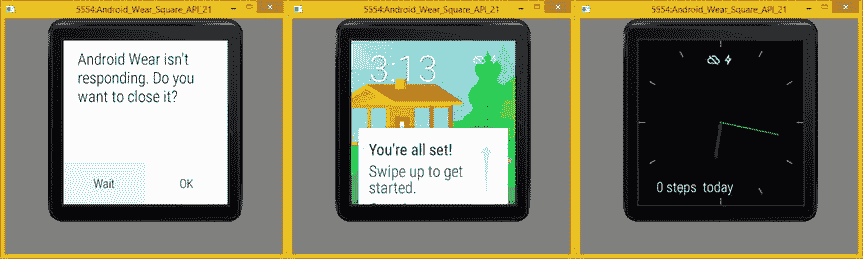 5554:Android_Wear_Square_API_21
Android Wear isn't
responding. Do you
want to close it?
Wait
OK
5554:Android_Wear_Square_API_21
3:13
You're all set!
Swipe up to get
started.
5554:Android_Wear_Square_API_21
0 steps today